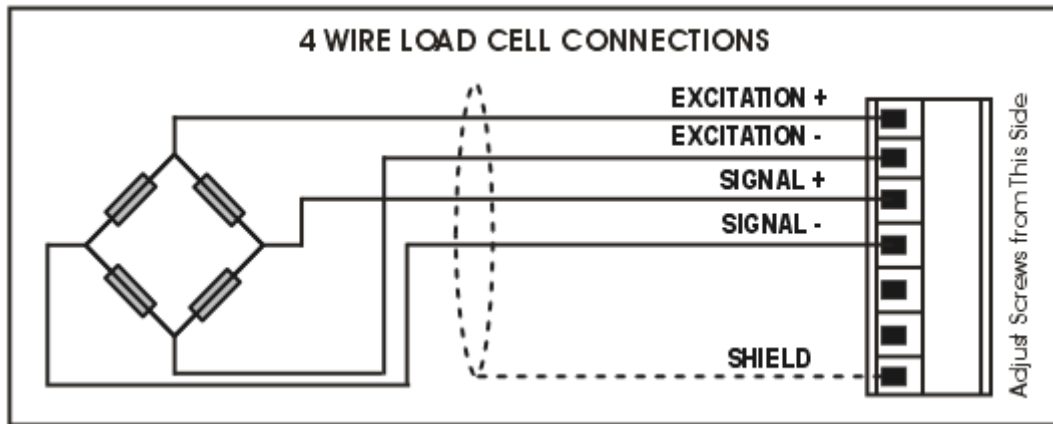 4 WIRE LOAD CELL CONNECTIONS
EXCITATION +
EXCITATION -
SIGNAL +
SIGNAL -
SHIELD
Adjust Screws from This Side